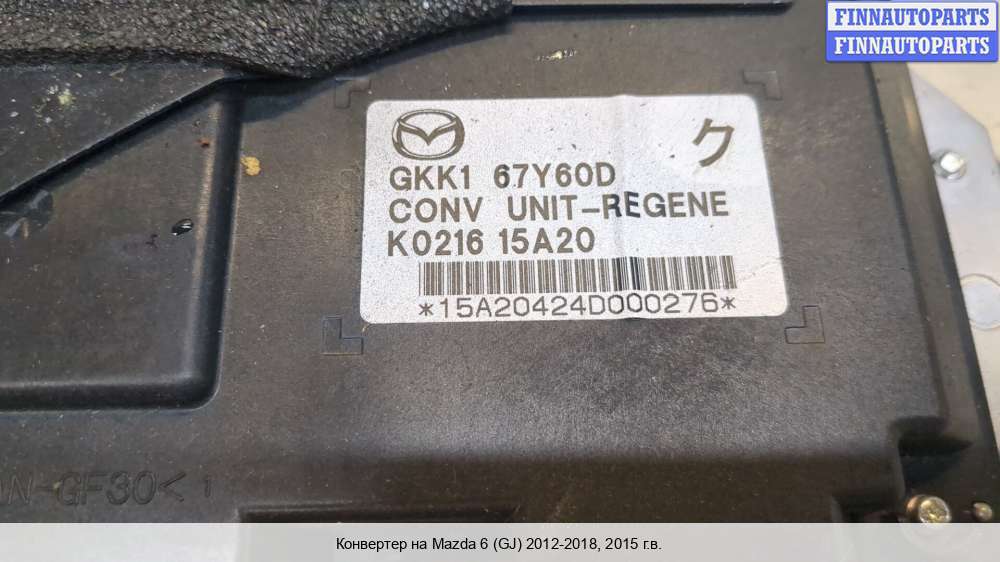 FINNAUTOPARTS
FINNAUTOPARTS
ク
GKK1 67Y60D
CONV UNIT-REGENE
K0216 15A20
*15A20424D000276*
GF30< 1
Конвертер на Mazda 6 (GJ) 2012-2018, 2015 г.в.